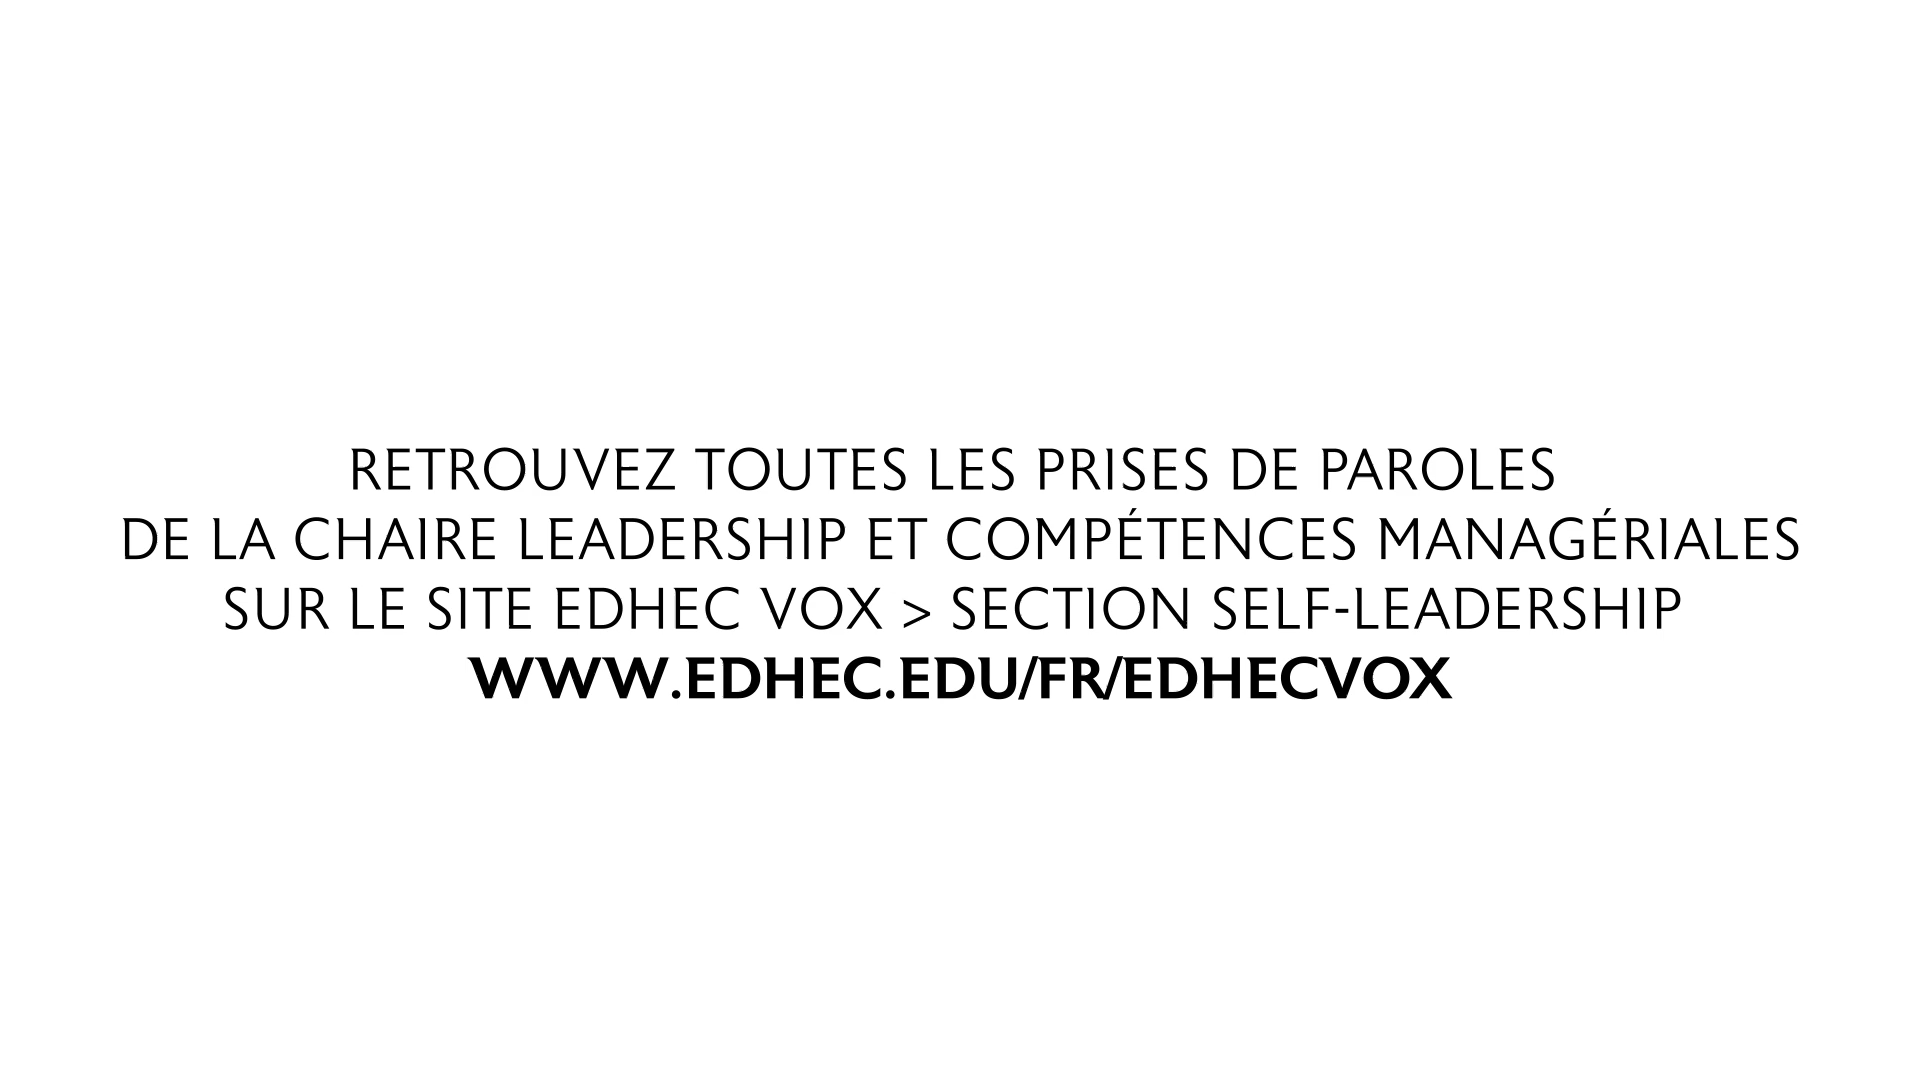 RETROUVEZ TOUTES LES PRISES DE PAROLES
DE LA CHAIRE LEADERSHIP ET COMPÉTENCES MANAGÉRIALES
SUR LE SITE EDHEC VOX > SECTION SELF-LEADERSHIP
WWW.EDHEC.EDU/FR/EDHECVOX